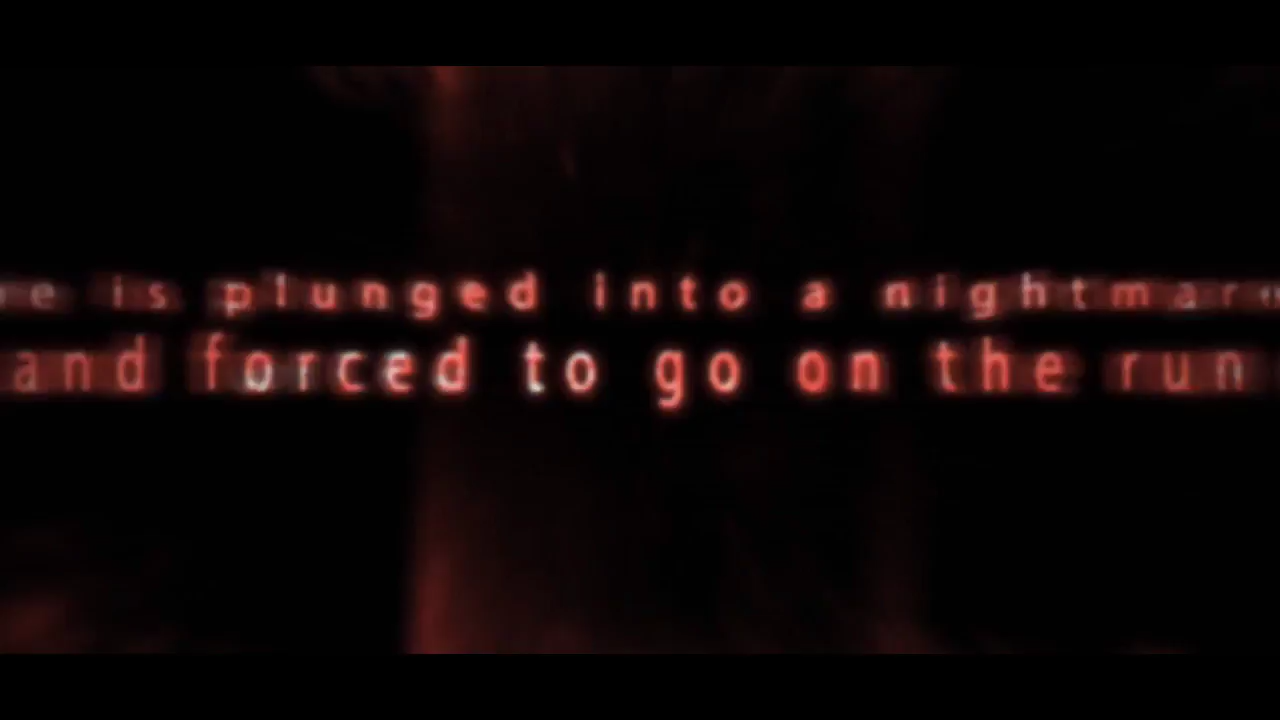 is plunged into a nightmare
and forced to go on the run